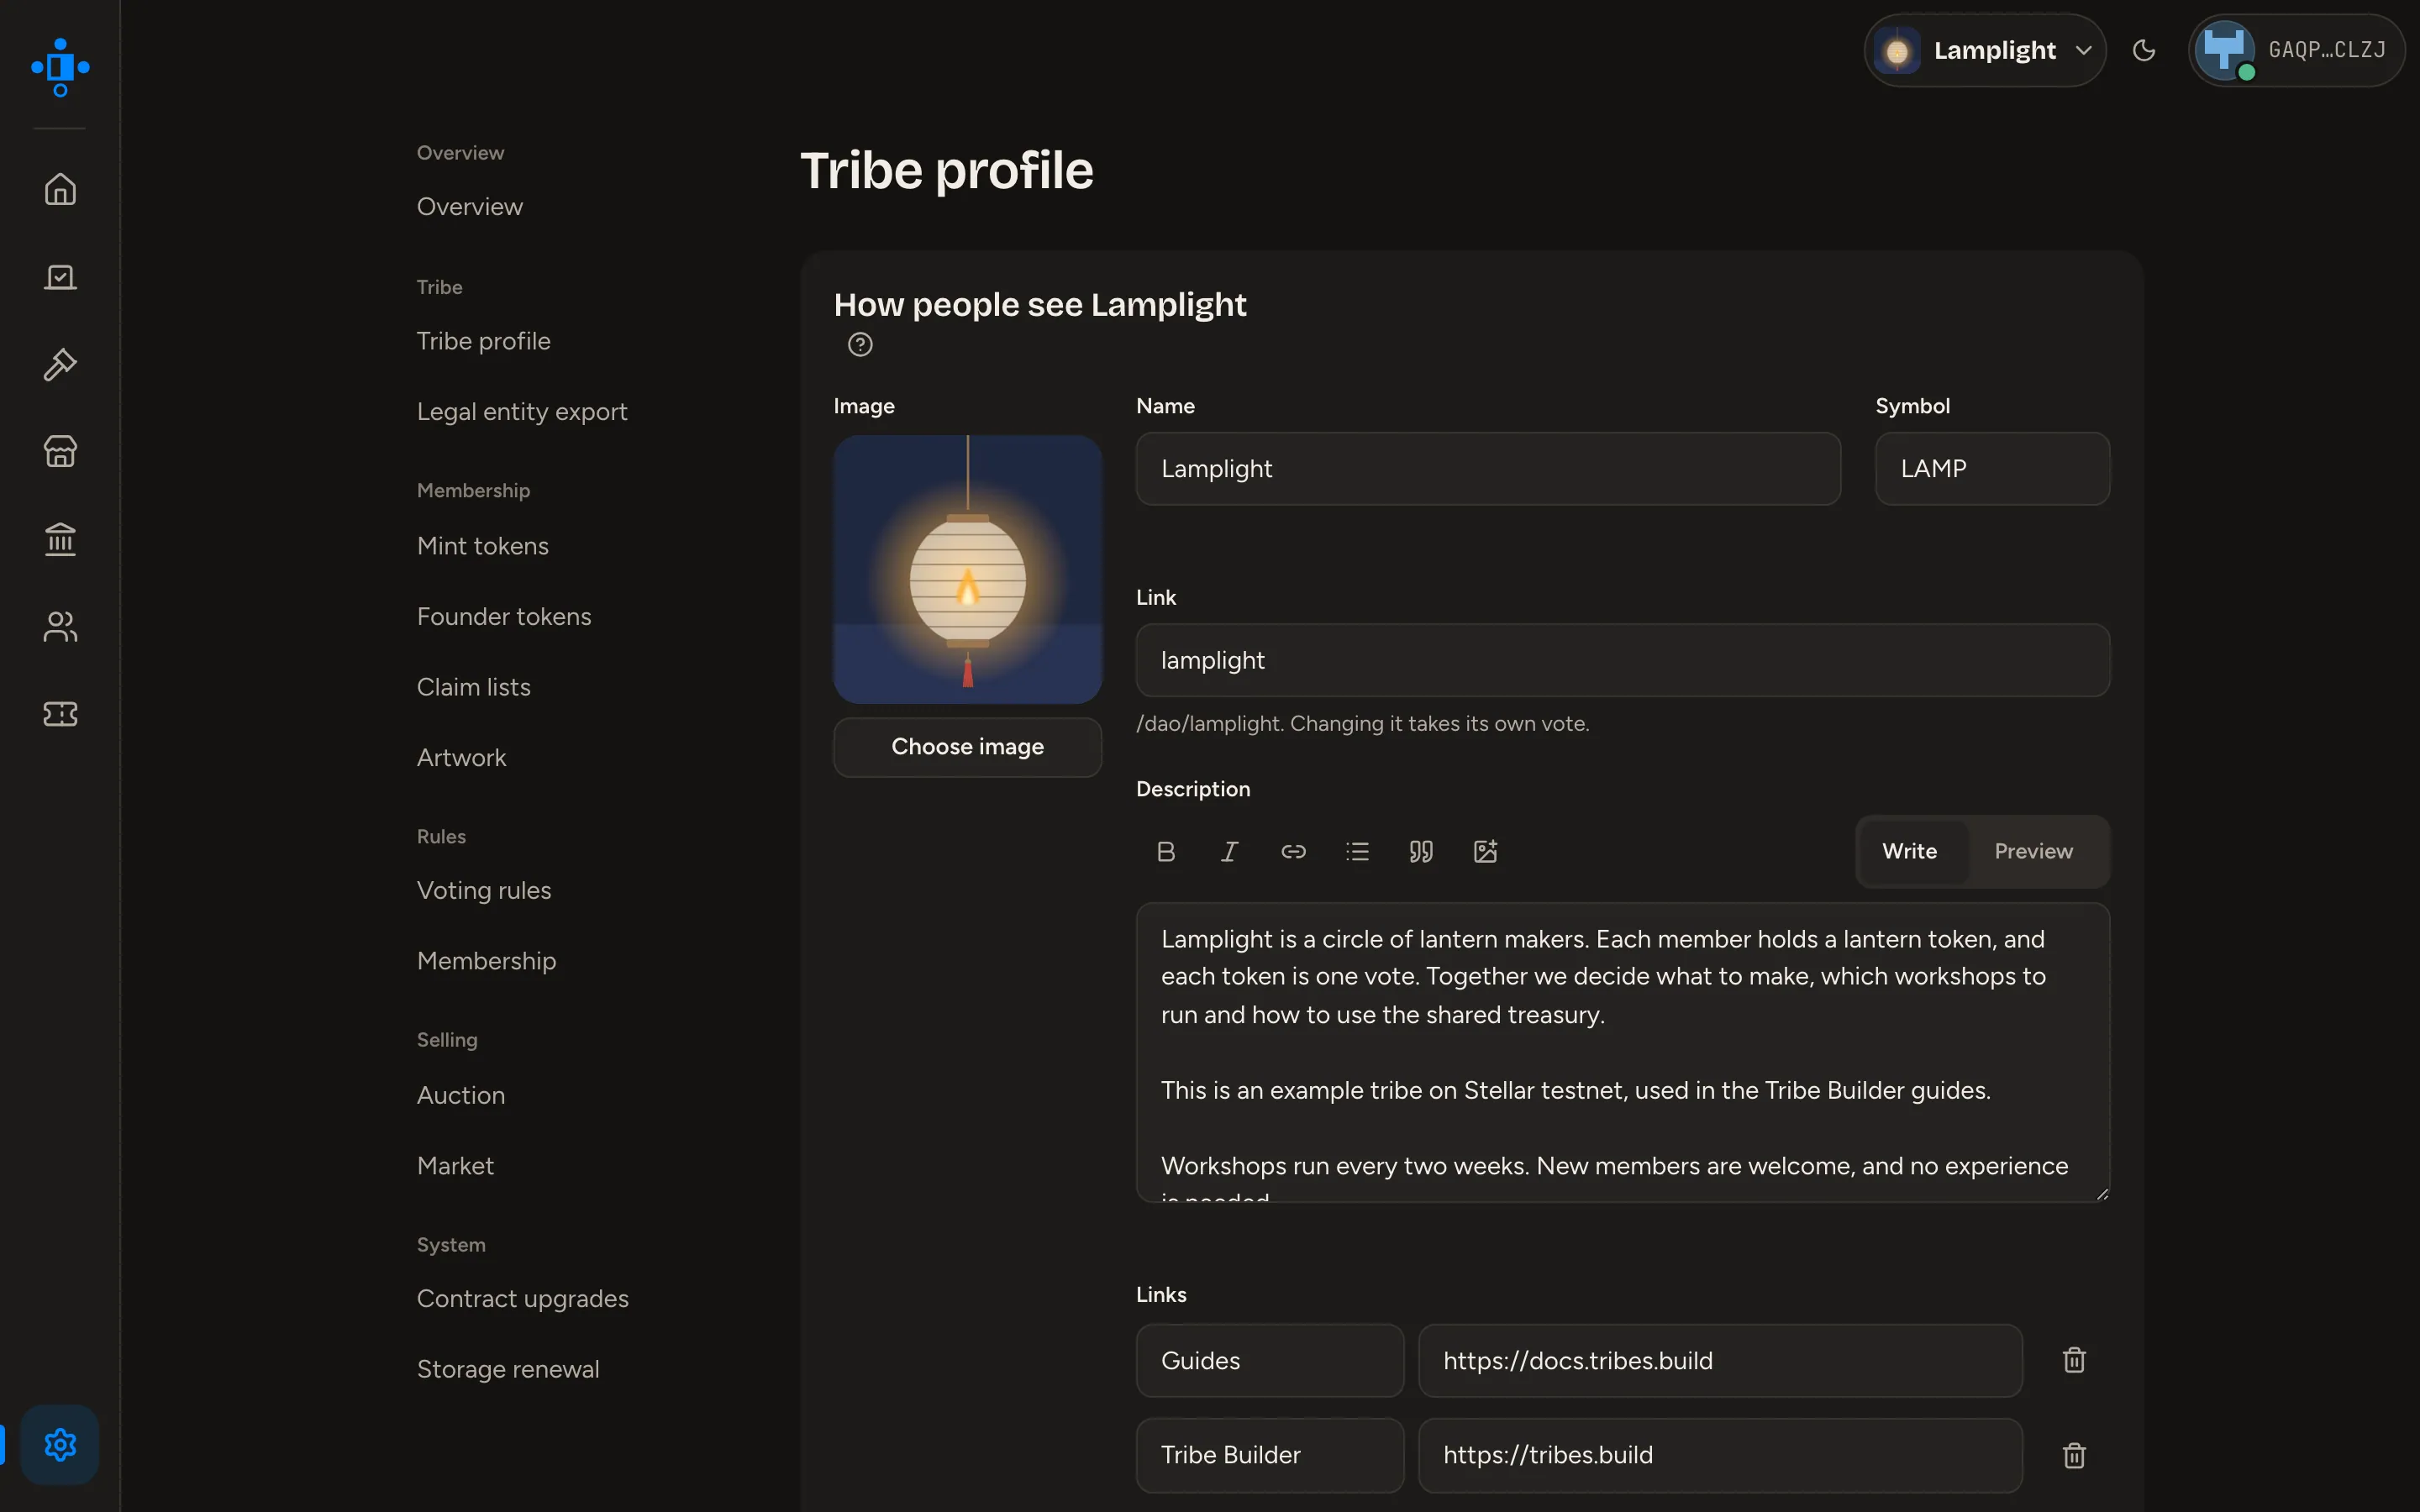 Lamplight
GAQP...CLZJ
Overview
Overview
Tribe
Tribe profile
Legal entity export
Membership
Mint tokens
Founder tokens
Claim lists
Artwork
Rules
Voting rules
Membership
Selling
Auction
Market
System
Contract upgrades
Storage renewal
Tribe profile
How people see Lamplight
Image
Choose image
Name
Lamplight
Symbol
LAMP
Link
lamplight
/dao/lamplight. Changing it takes its own vote.
Description
Write
Preview
Lamplight is a circle of lantern makers. Each member holds a lantern token, and
each token is one vote. Together we decide what to make, which workshops to
run and how to use the shared treasury.
This is an example tribe on Stellar testnet, used in the Tribe Builder guides.
Workshops run every two weeks. New members are welcome, and no experience
is needed
Links
Guides
https://docs.tribes.build
Tribe Builder
https://tribes.build